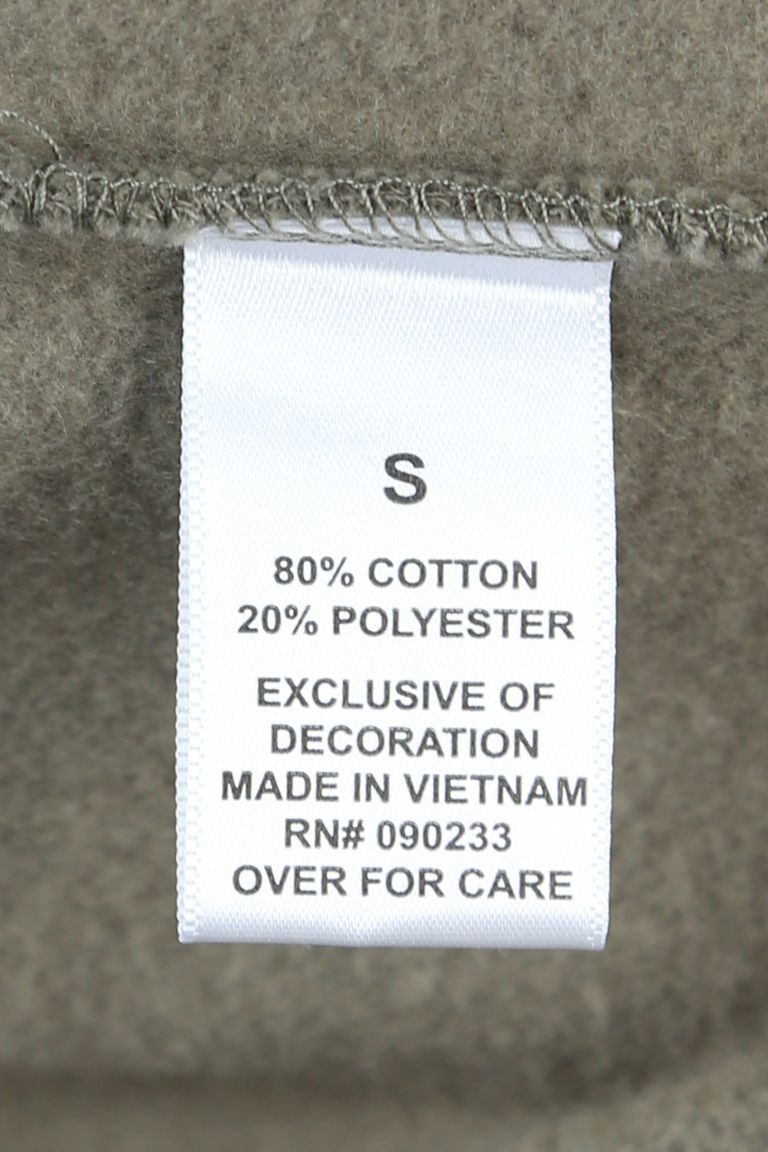 S
80% COTTON
20% POLYESTER
EXCLUSIVE OF
DECORATION
MADE IN VIETNAM
RN# 090233
OVER FOR CARE